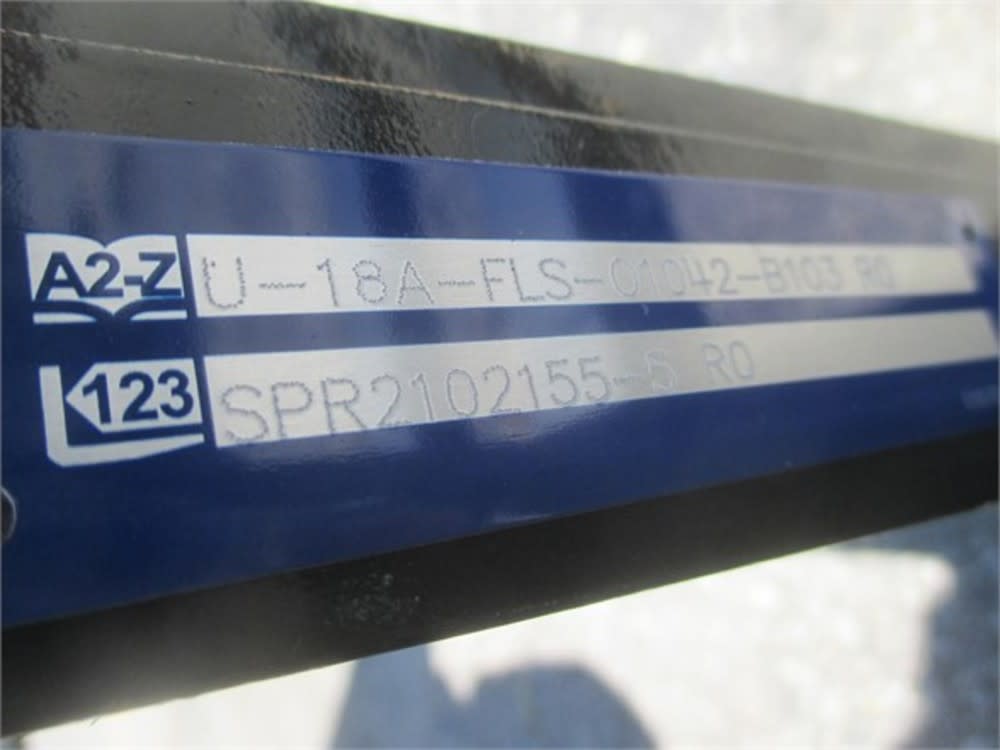 A2-Z U-18A-FLS-01042-B103 R0
123 SPR2102155-5 R0